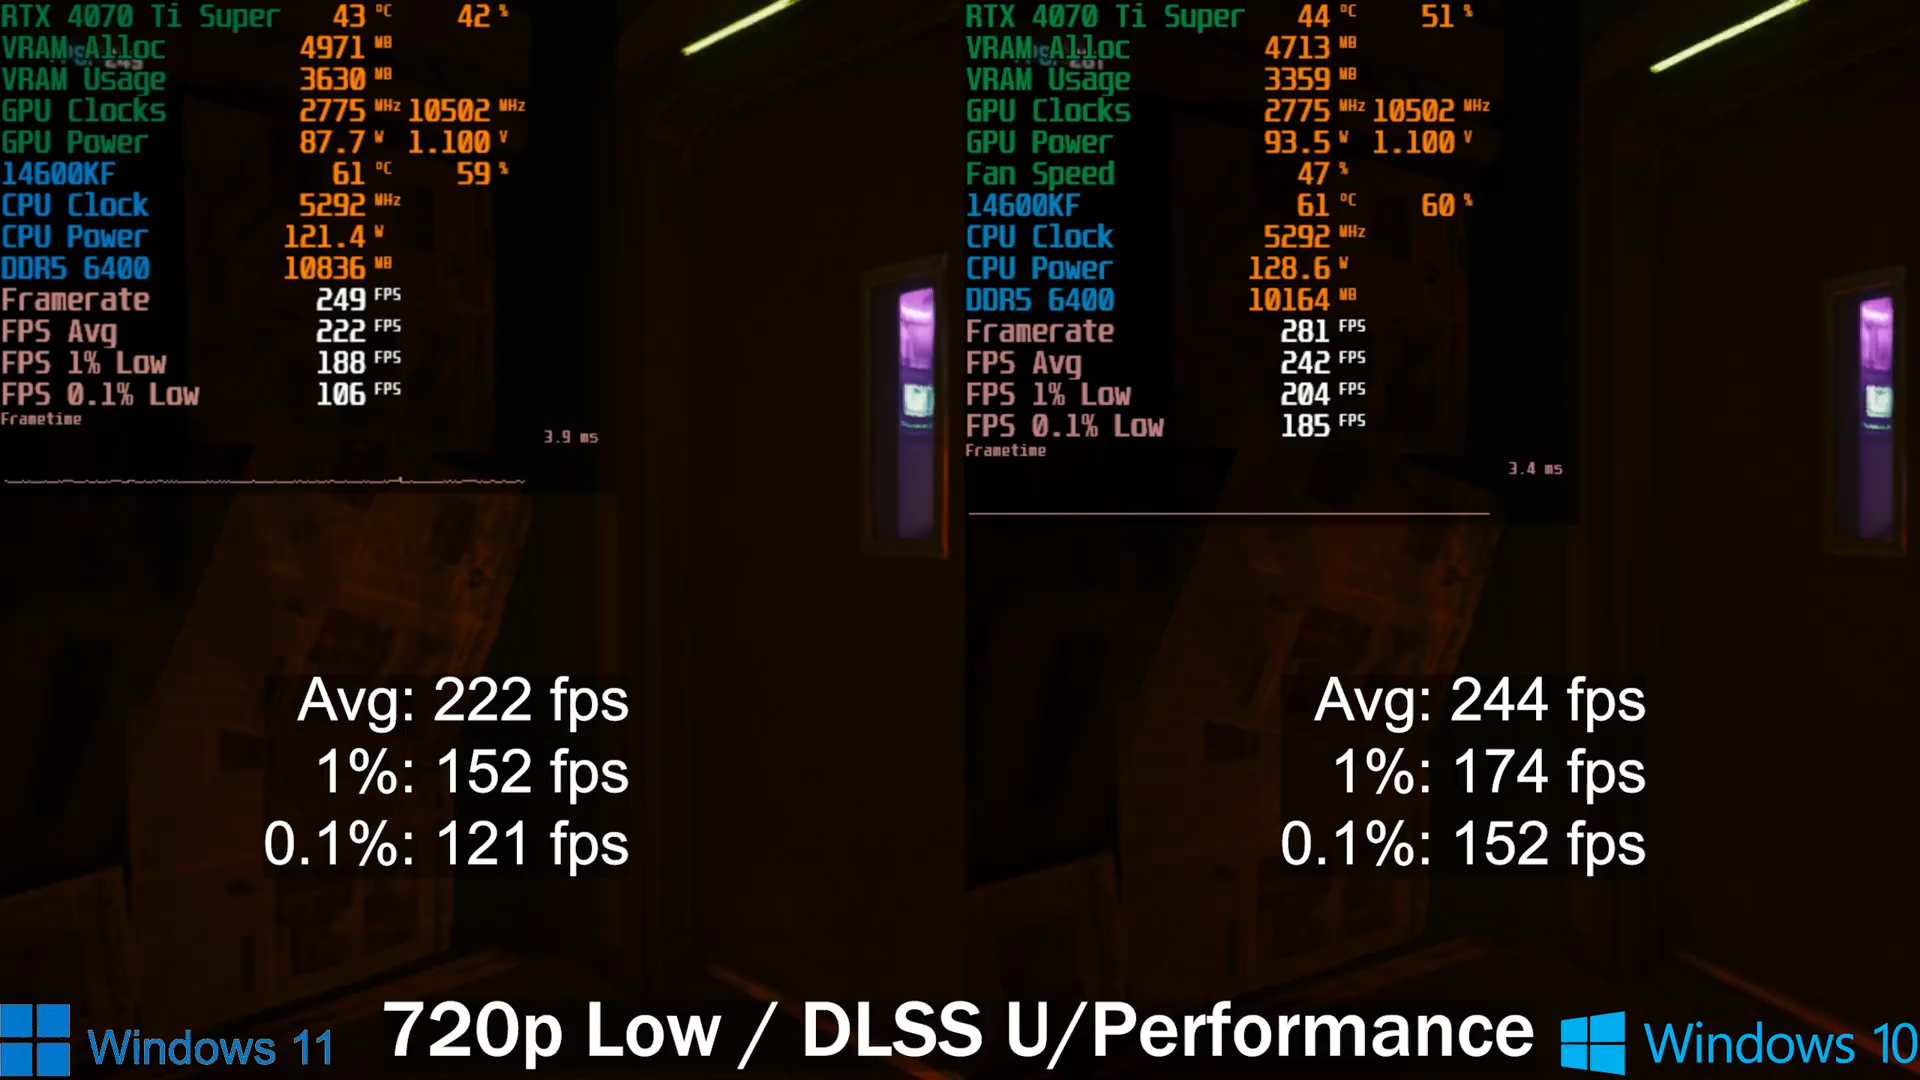 RTX 4070 Ti Super 43 °C 42 %
VRAM Alloc 4971 MB
VRAM Usage 3630 MB
GPU Clocks 2775 MHz 10502 MHz
GPU Power 87.7 W 1.100 V
14600KF 61 °C 59 %
CPU Clock 5292 MHz
CPU Power 121.4 W
DDR5 6400 10836 MB
Framerate 249 FPS
FPS Avg 222 FPS
FPS 1% Low 188 FPS
FPS 0.1% Low 106 FPS
Frametime
3.9 ms
RTX 4070 Ti Super 44 °C 51 %
VRAM Alloc 4713 MB
VRAM Usage 3359 MB
GPU Clocks 2775 MHz 10502 MHz
GPU Power 93.5 W 1.100 V
Fan Speed 47 %
14600KF 61 °C 60 %
CPU Clock 5292 MHz
CPU Power 128.6 W
DDR5 6400 10164 MB
Framerate 281 FPS
FPS Avg 242 FPS
FPS 1% Low 204 FPS
FPS 0.1% Low 185 FPS
Frametime
3.4 ms
Avg: 222 fps
1%: 152 fps
0.1%: 121 fps
Avg: 244 fps
1%: 174 fps
0.1%: 152 fps
Windows 11
720p Low / DLSS U/Performance
Windows 10